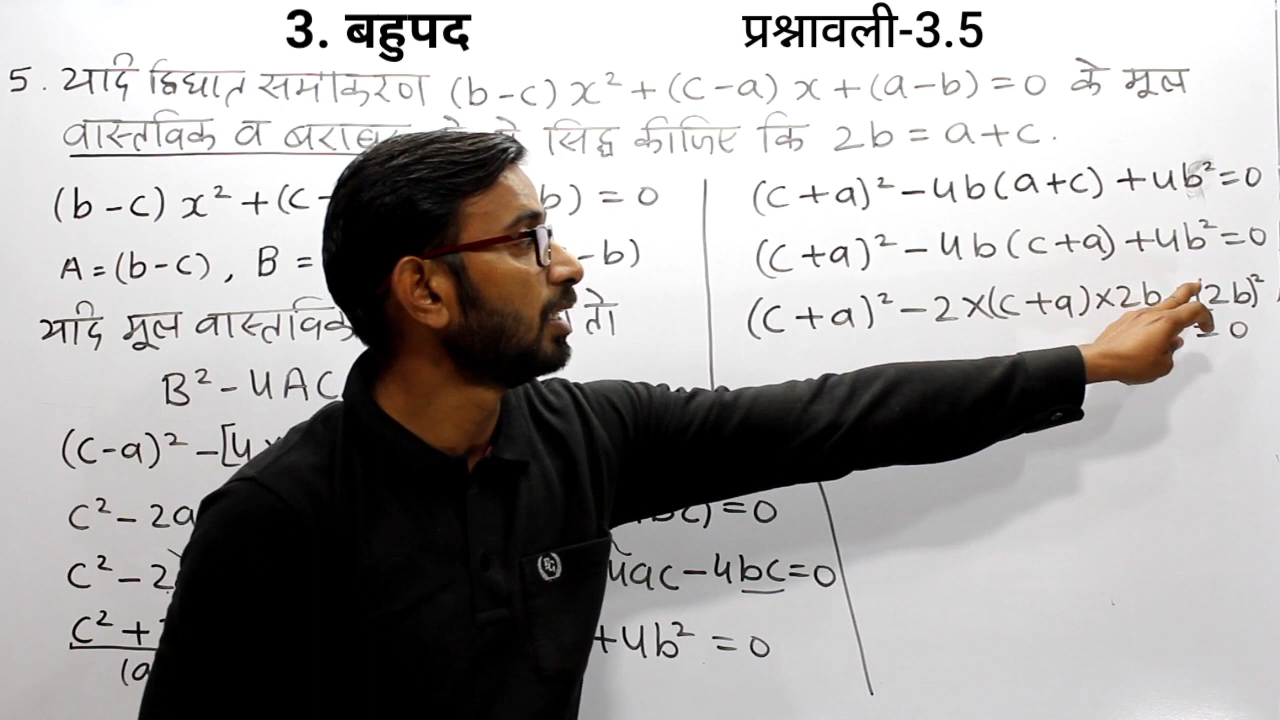 3. बहुपद
प्रश्नावली-3.5
5. यदि द्विघात समीकरण (b-c)x²+(c-a)x+(a-b)=0 के मूल
वास्तविक व सिद्ध कीजिए कि 2b=a+c.
(b-c)x²+(c- b)=0
A=(b-c), B= -b)
यदि मूल वास्तविक तो
B²-4AC
(c-a)²-[4
c²-2a bc)=0
c²-2 4ac-4bc=0
c²+ +4b²=0
(a
(c+a)²-4b(a+c)+4b²=0
(c+a)²-4b(c+a)+4b²=0
(c+a)²-2×(c+a)×2b (2b)²
=0